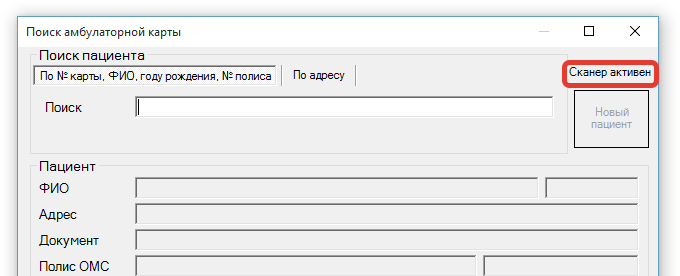 Поиск амбулаторной карты
Поиск пациента
По № карты, ФИО, году рождения, № полиса
По адресу
Сканер активен
Поиск
Новый
пациент
Пациент
ФИО
Адрес
Документ
Полис ОМС